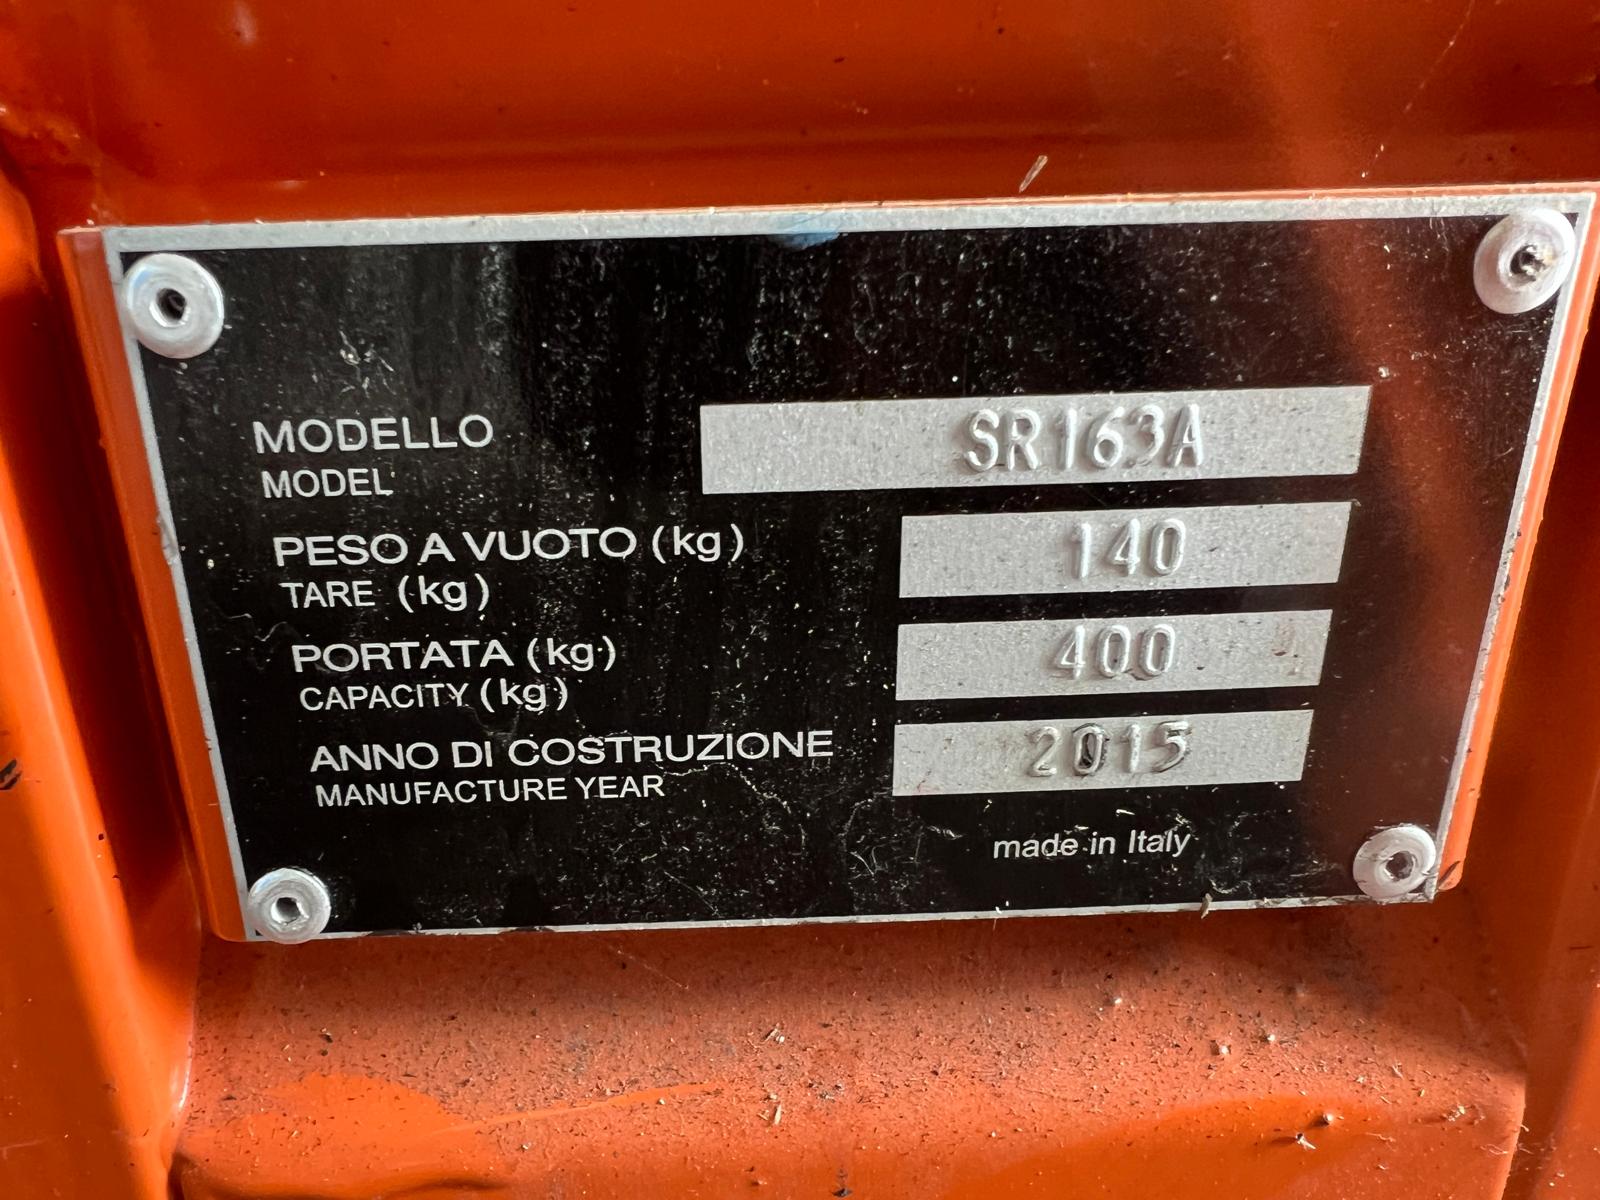 MODELLO SR163A
MODEL
PESO A VUOTO (kg) 140
TARE (kg)
PORTATA (kg) 400
CAPACITY (kg)
ANNO DI COSTRUZIONE 2015
MANUFACTURE YEAR
made in Italy